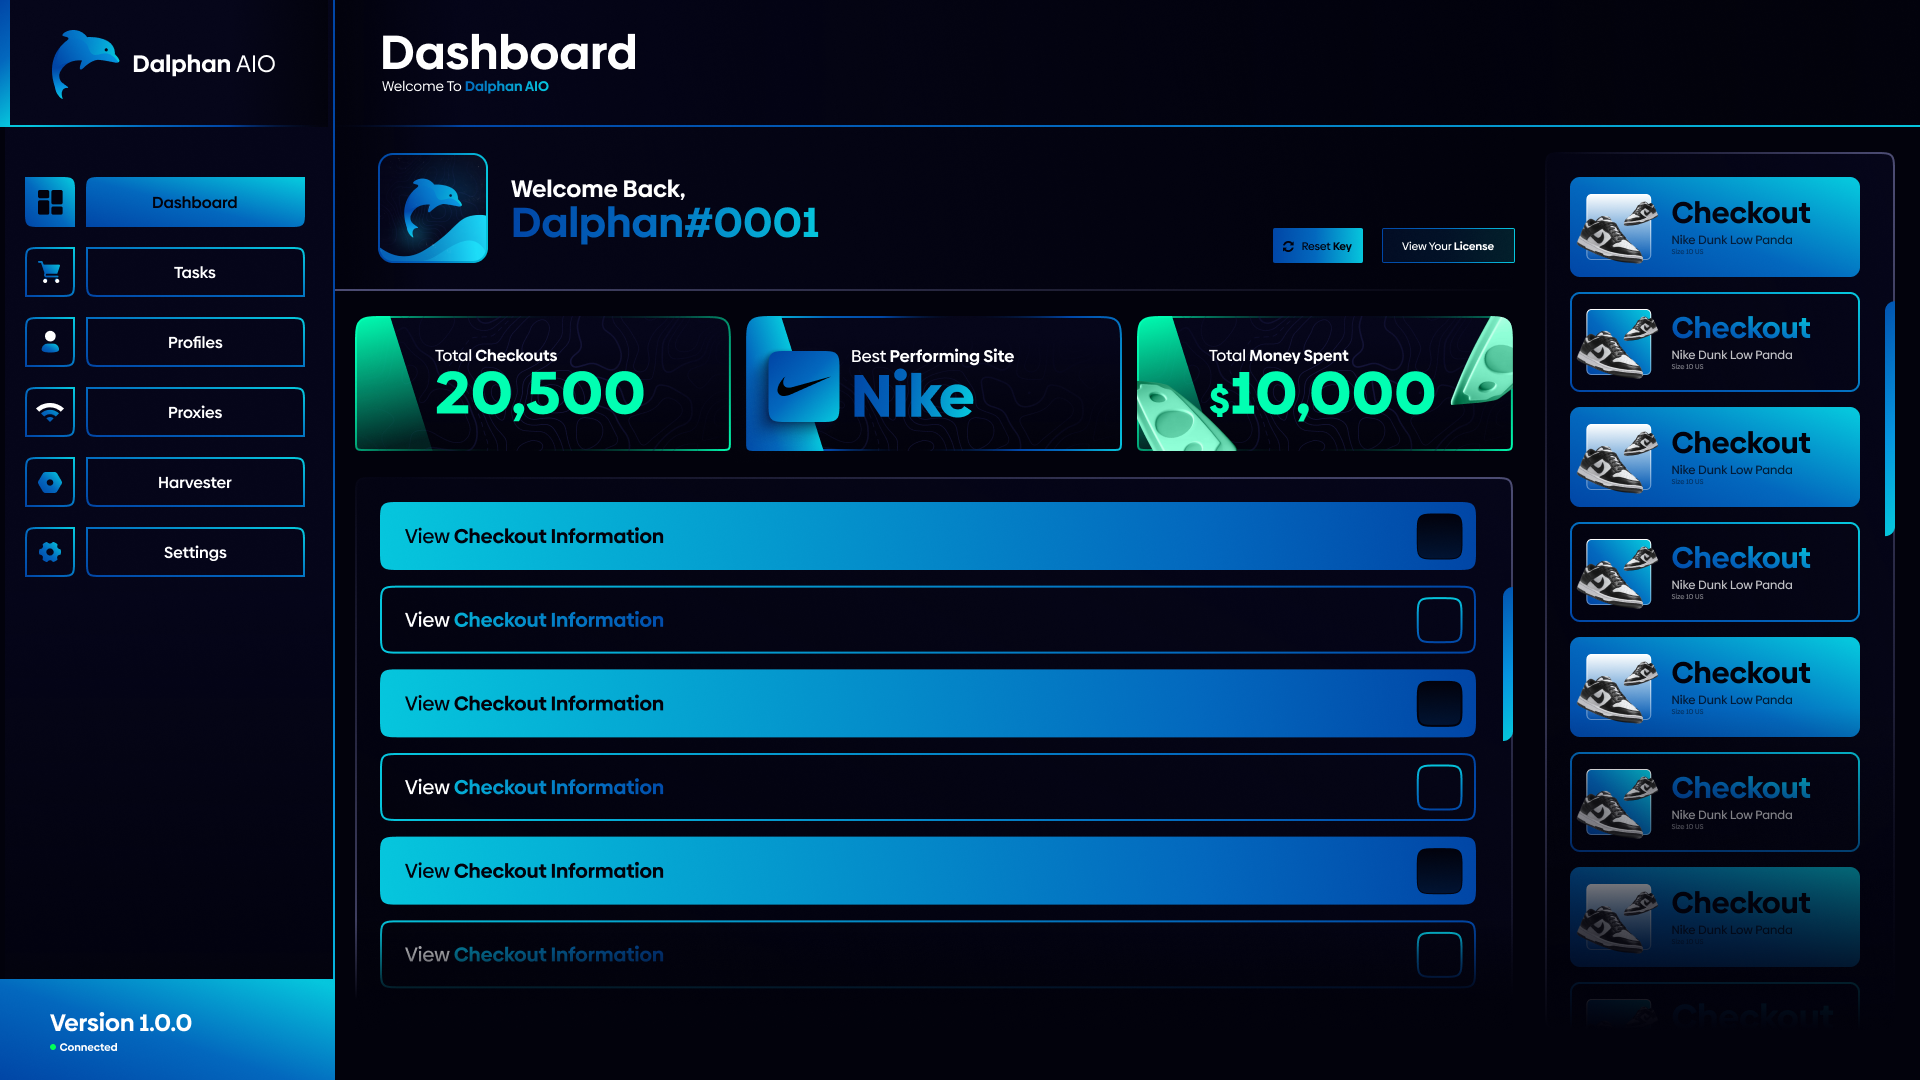 Dalphan AIO
Dashboard
Welcome To Dalphan AIO
Dashboard
Tasks
Profiles
Proxies
Harvester
Settings
Version 1.0.0
Connected
Welcome Back,
Dalphan#0001
Reset Key
View Your License
Total Checkouts
20,500
Best Performing Site
Nike
Total Money Spent
$10,000
View Checkout Information
View Checkout Information
View Checkout Information
View Checkout Information
View Checkout Information
View Checkout Information
Checkout
Nike Dunk Low Panda
Size 10 US
Checkout
Nike Dunk Low Panda
Size 10 US
Checkout
Nike Dunk Low Panda
Size 10 US
Checkout
Nike Dunk Low Panda
Size 10 US
Checkout
Nike Dunk Low Panda
Size 10 US
Checkout
Nike Dunk Low Panda
Size 10 US
Checkout
Nike Dunk Low Panda
Size 10 US
Checkout